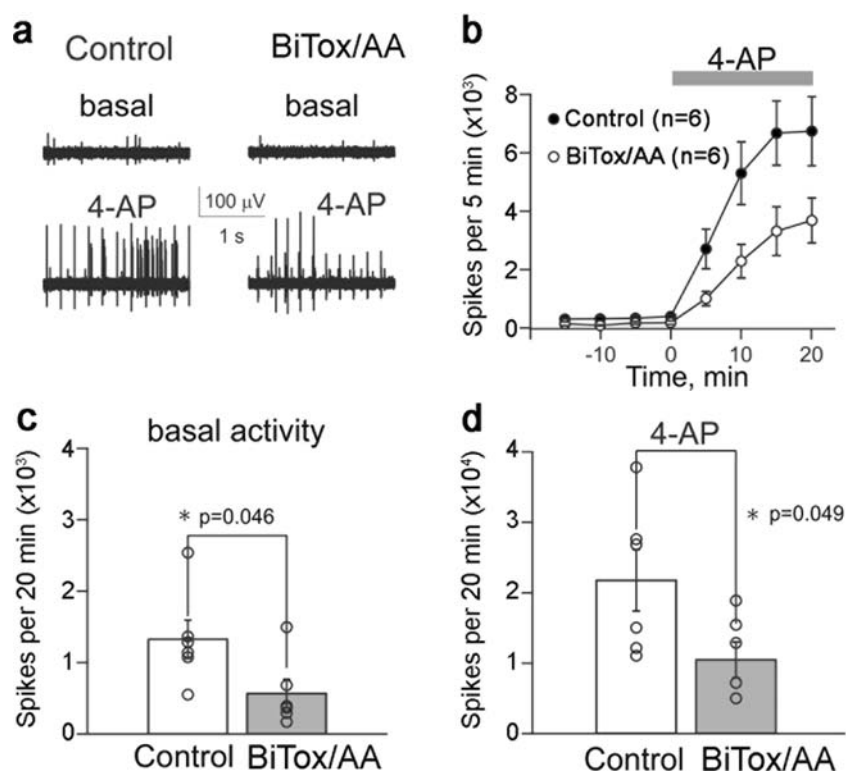 a
Control BiTox/AA
basal basal
4-AP 100 µV 4-AP
1 s
b
4-AP
Spikes per 5 min (x10³)
8
6
4
2
0
Control (n=6)
BiTox/AA (n=6)
-10 0 10 20
Time, min
c
basal activity
Spikes per 20 min (x10³)
4
3
2
1
0
* p=0.046
Control BiTox/AA
d
4-AP
Spikes per 20 min (x10⁴)
4
3
2
1
0
* p=0.049
Control BiTox/AA